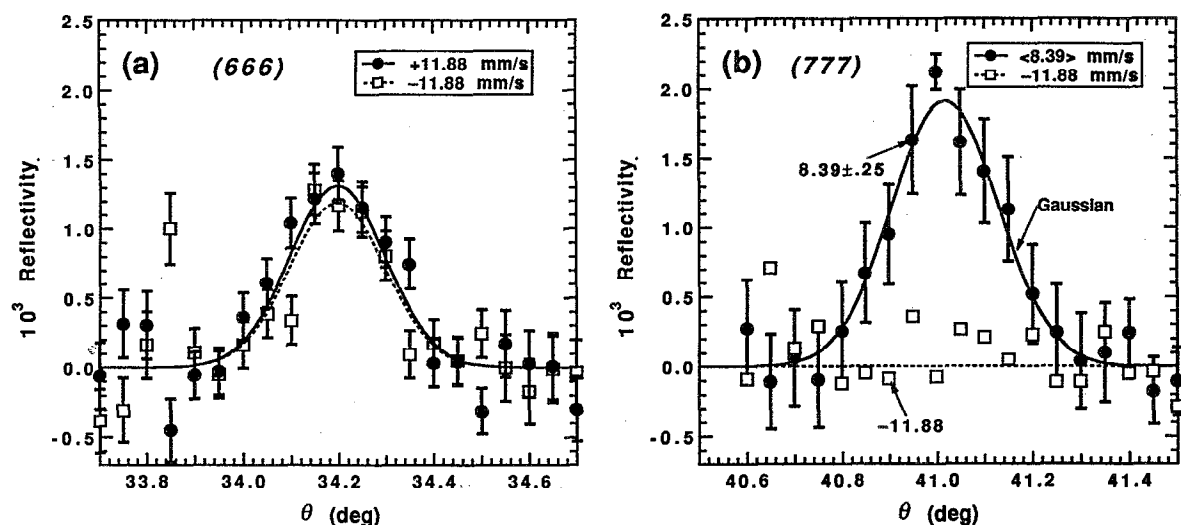 (a) (666)
+11.88 mm/s
-11.88 mm/s
2.5
2.0
1.5
1.0
0.5
0.0
-0.5
10³ Reflectivity
33.8 34.0 34.2 34.4 34.6
θ (deg)
(b) (777)
<8.39> mm/s
-11.88 mm/s
8.39±.25
Gaussian
-11.88
2.5
2.0
1.5
1.0
0.5
0.0
-0.5
10³ Reflectivity
40.6 40.8 41.0 41.2 41.4
θ (deg)